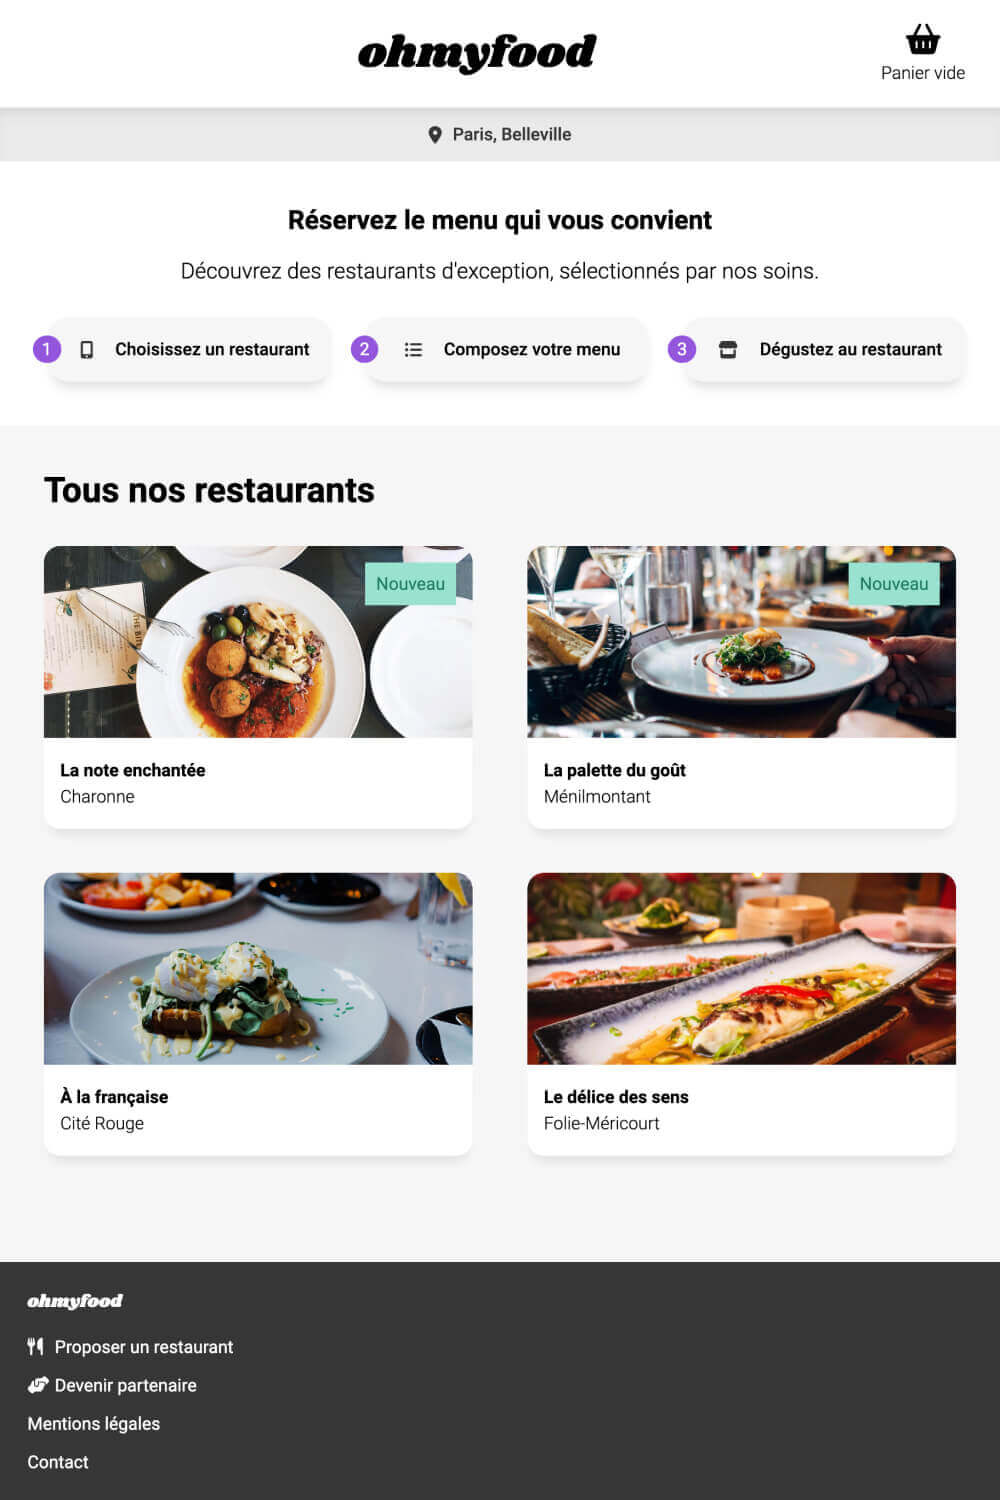 ohmyfood
Panier vide
Paris, Belleville
Réservez le menu qui vous convient
Découvrez des restaurants d'exception, sélectionnés par nos soins.
1 Choisissez un restaurant
2 Composez votre menu
3 Dégustez au restaurant
Tous nos restaurants
Nouveau
La note enchantée
Charonne
Nouveau
La palette du goût
Ménilmontant
À la française
Cité Rouge
Le délice des sens
Folie-Méricourt
ohmyfood
Proposer un restaurant
Devenir partenaire
Mentions légales
Contact